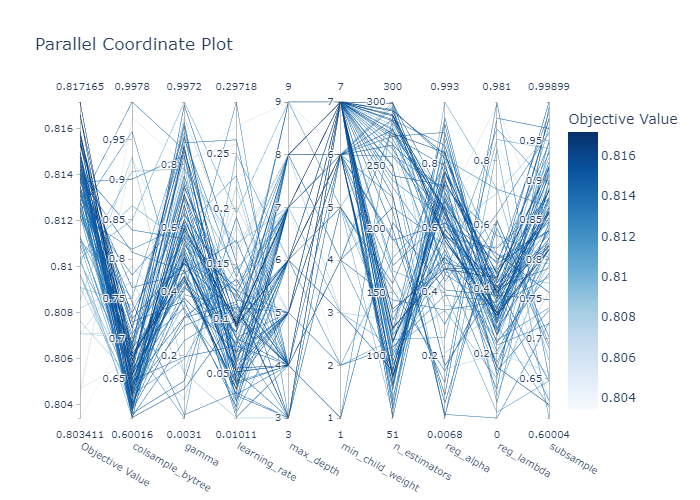 Parallel Coordinate Plot
0.817165 0.9978 0.9972 0.29718 9 7 300 0.993 0.981 0.99899
Objective Value
9 7 300
0.816 0.95 0.8 0.25 8 6 250 0.8 0.8 0.95 0.816
0.814 0.9 0.9 0.814
0.812 0.85 0.2 7 5 200 0.6 0.6 0.85 0.812
0.81 0.8 0.15 6 4 0.8 0.81
0.808 0.75 0.4 0.1 5 3 150 0.4 0.4 0.75 0.808
0.806 0.7 0.2 4 2 100 0.2 0.2 0.7 0.806
0.804 0.65 0.05 3 1 0.65 0.804
0.803411 0.60016 0.0031 0.01011 3 1 51 0.0068 0 0.60004
Objective Value
colsample_bytree
gamma
learning_rate
max_depth
min_child_weight
n_estimators
reg_alpha
reg_lambda
subsample